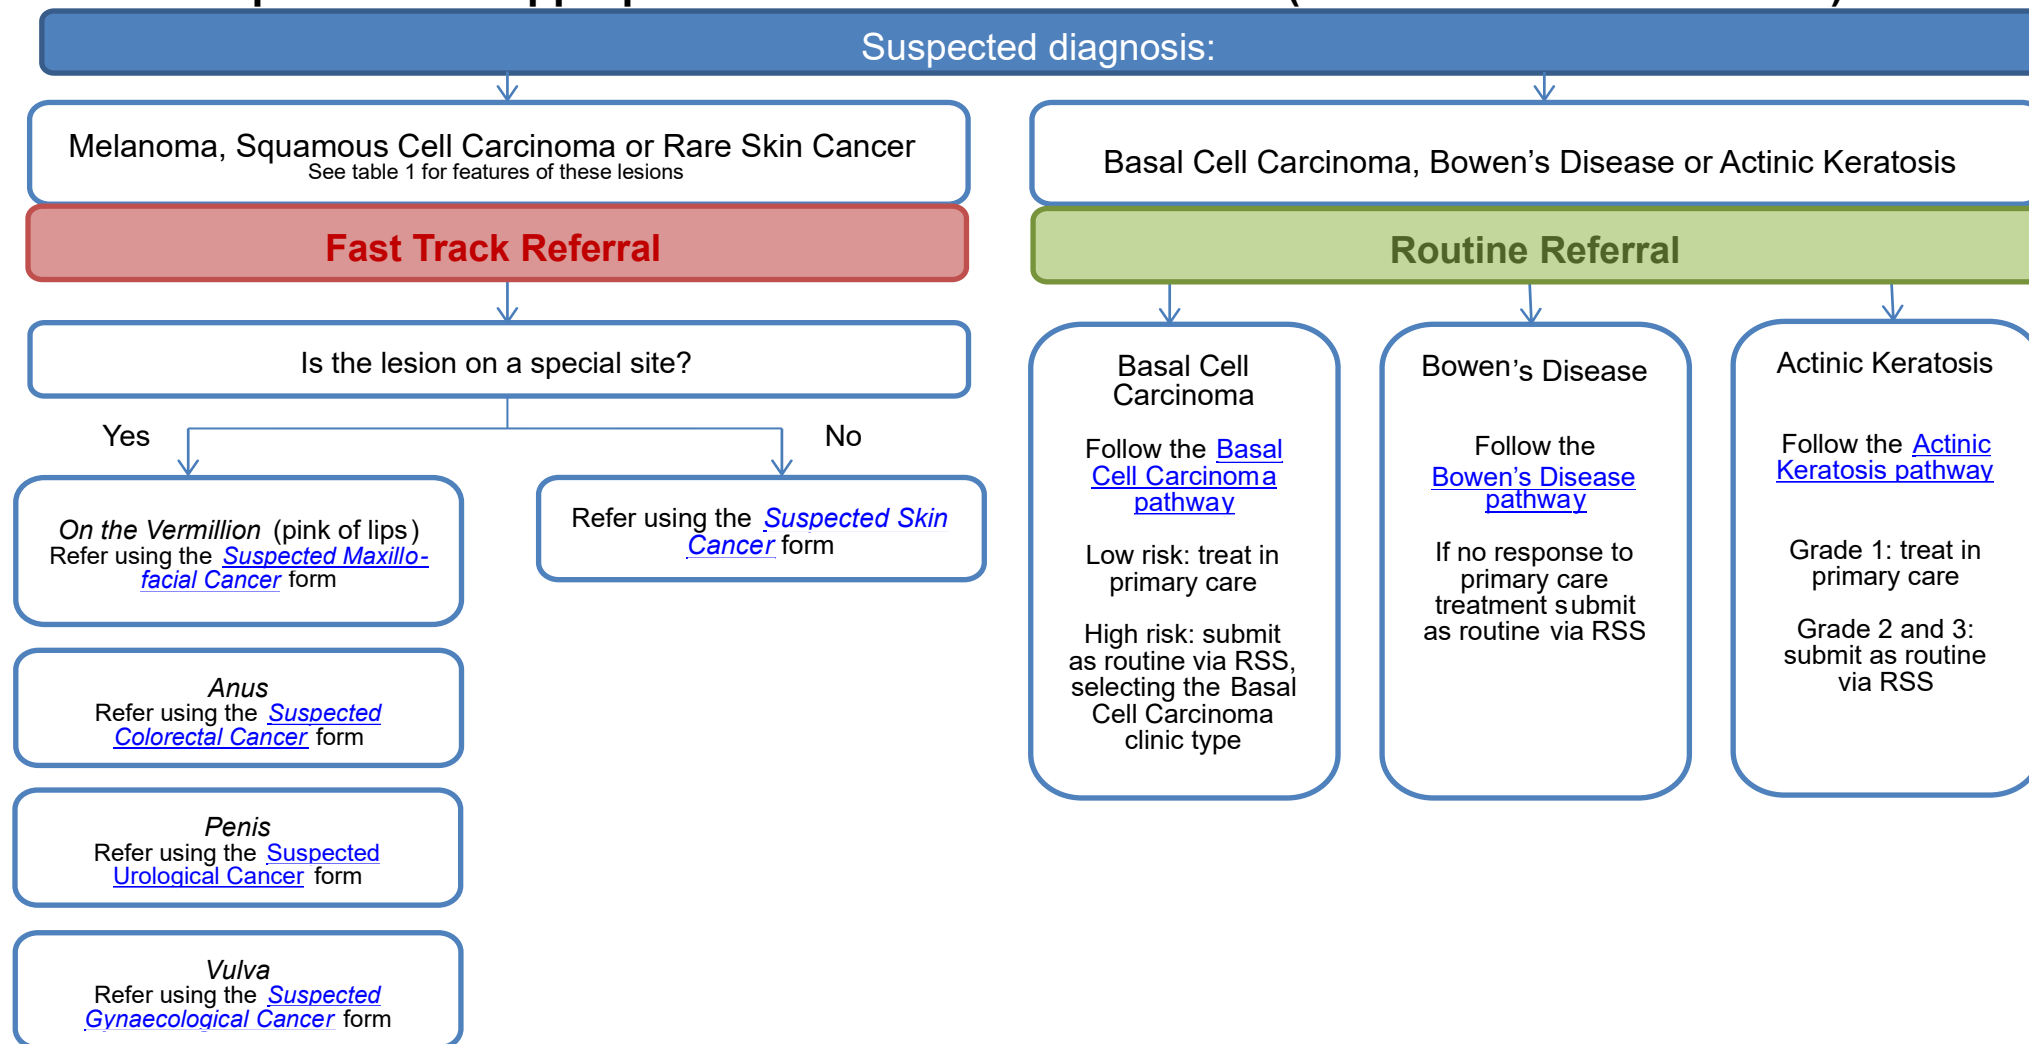 Suspected diagnosis:
Melanoma, Squamous Cell Carcinoma or Rare Skin Cancer
See table 1 for features of these lesions
Fast Track Referral
Is the lesion on a special site?
Yes
No
On the Vermillion (pink of lips)
Refer using the Suspected Maxillo-
facial Cancer form
Refer using the Suspected Skin
Cancer form
Anus
Refer using the Suspected
Colorectal Cancer form
Penis
Refer using the Suspected
Urological Cancer form
Vulva
Refer using the Suspected
Gynaecological Cancer form
Basal Cell Carcinoma, Bowen’s Disease or Actinic Keratosis
Routine Referral
Basal Cell
Carcinoma
Follow the Basal
Cell Carcinoma
pathway
Low risk: treat in
primary care
High risk: submit
as routine via RSS,
selecting the Basal
Cell Carcinoma
clinic type
Bowen’s Disease
Follow the
Bowen’s Disease
pathway
If no response to
primary care
treatment submit
as routine via RSS
Actinic Keratosis
Follow the Actinic
Keratosis pathway
Grade 1: treat in
primary care
Grade 2 and 3:
submit as routine
via RSS